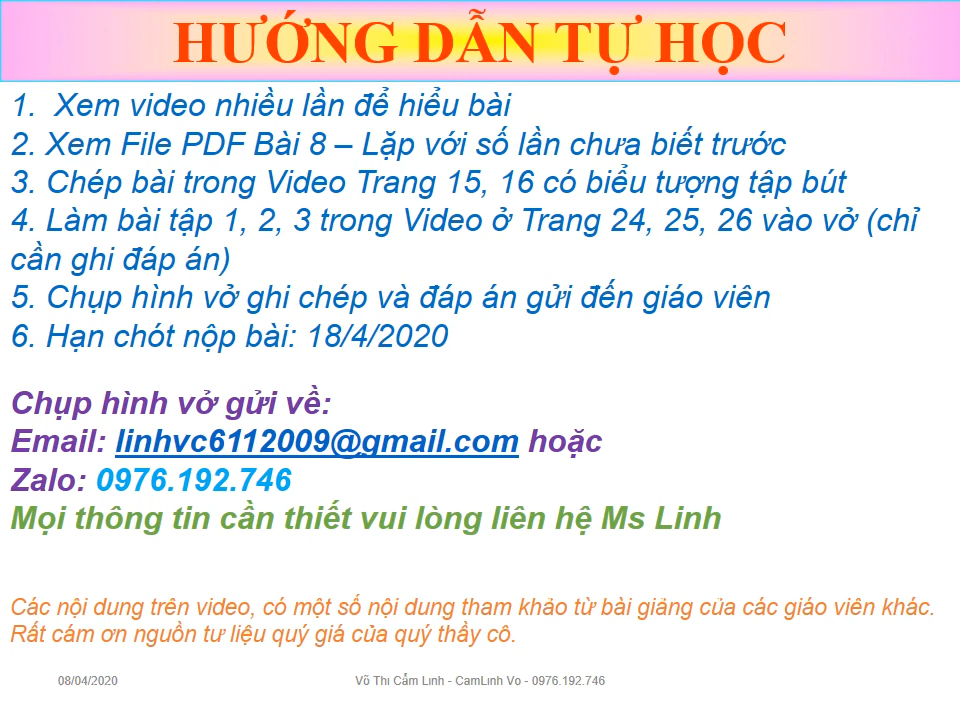 HƯỚNG DẪN TỰ HỌC
1. Xem video nhiều lần để hiểu bài
2. Xem File PDF Bài 8 – Lặp với số lần chưa biết trước
3. Chép bài trong Video Trang 15, 16 có biểu tượng tập bút
4. Làm bài tập 1, 2, 3 trong Video ở Trang 24, 25, 26 vào vở (chỉ
cần ghi đáp án)
5. Chụp hình vở ghi chép và đáp án gửi đến giáo viên
6. Hạn chót nộp bài: 18/4/2020
Chụp hình vở gửi về:
Email: linhvc6112009@gmail.com hoặc
Zalo: 0976.192.746
Mọi thông tin cần thiết vui lòng liên hệ Ms Linh
Các nội dung trên video, có một số nội dung tham khảo từ bài giảng của các giáo viên khác.
Rất cám ơn nguồn tư liệu quý giá của quý thầy cô.
08/04/2020
Võ Thị Cẩm Linh - CamLinh Vo - 0976.192.746